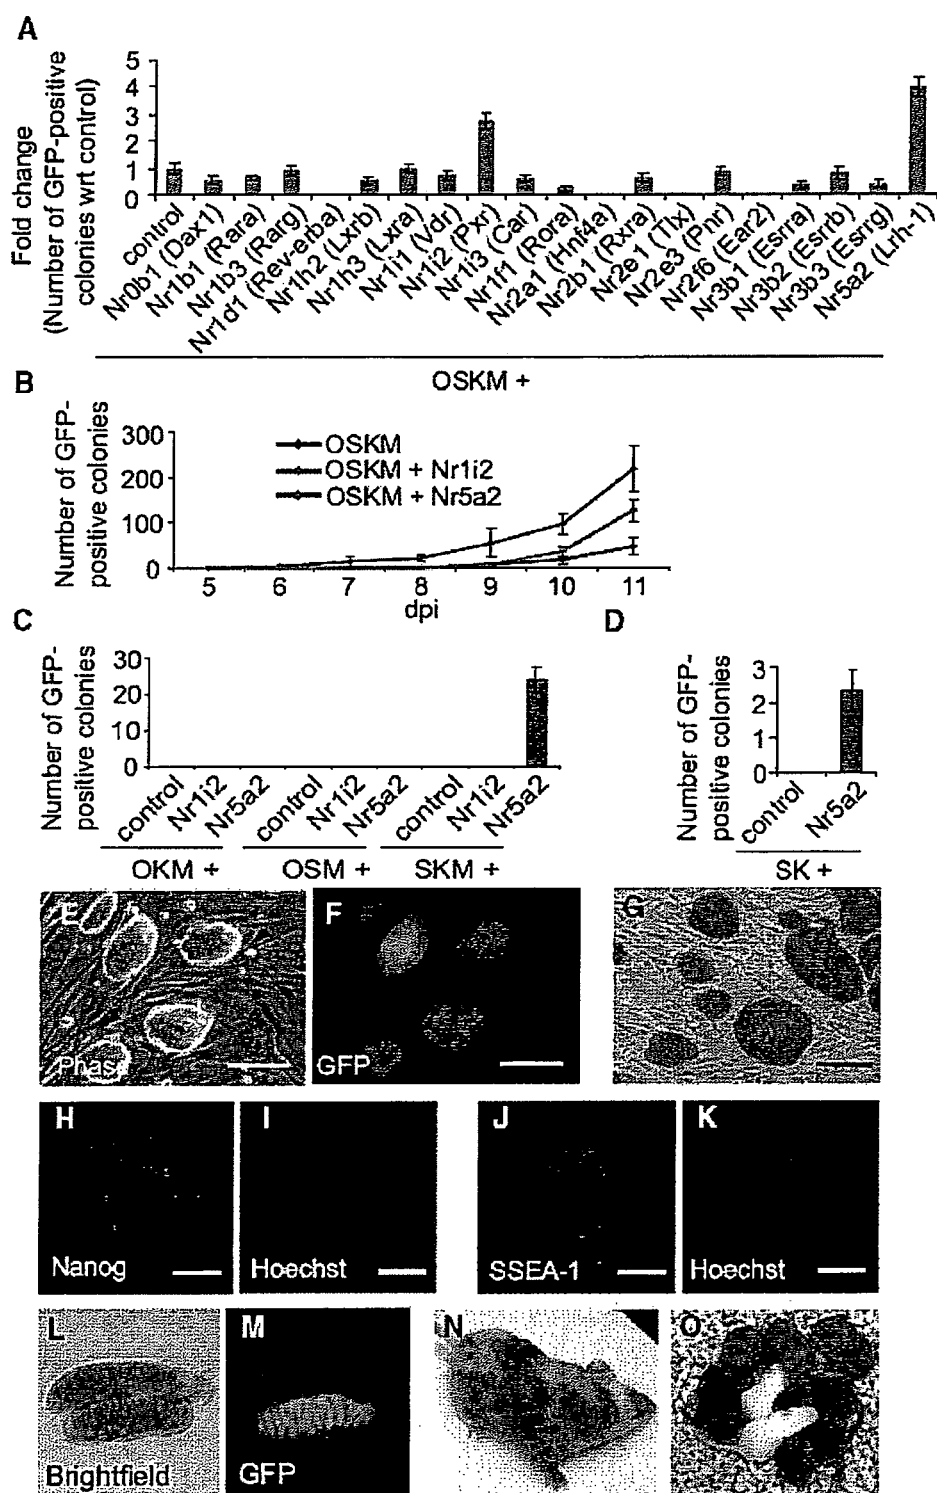 A
Fold change
(Number of GFP-positive
colonies wrt control)
5
4
3
2
1
0
control
Nr0b1 (Dax1)
Nr1b1 (Rara)
Nr1b3 (Rarg)
Nr1d1 (Rev-erba)
Nr1h2 (Lxrb)
Nr1h3 (Lxra)
Nr1i1 (Vdr)
Nr1i2 (Pxr)
Nr1i3 (Car)
Nr1f1 (Rora)
Nr2a1 (Hnf4a)
Nr2b1 (Rxra)
Nr2e1 (Tlx)
Nr2e3 (Pnr)
Nr2f6 (Ear2)
Nr3b1 (Esrra)
Nr3b2 (Esrrb)
Nr3b3 (Esrrg)
Nr5a2 (Lrh-1)
OSKM +
B
Number of GFP-
positive colonies
300
200
100
0
OSKM
OSKM + Nr1i2
OSKM + Nr5a2
5 6 7 8 9 10 11
dpi
C
Number of GFP-
positive colonies
30
20
10
0
control
Nr1i2
Nr5a2
control
Nr1i2
Nr5a2
control
Nr1i2
Nr5a2
OKM + OSM + SKM +
D
Number of GFP-
positive colonies
3
2
1
0
control
Nr5a2
SK +
E
Phase
F
GFP
G
H
Nanog
I
Hoechst
J
SSEA-1
K
Hoechst
L
Brightfield
M
GFP
N
O